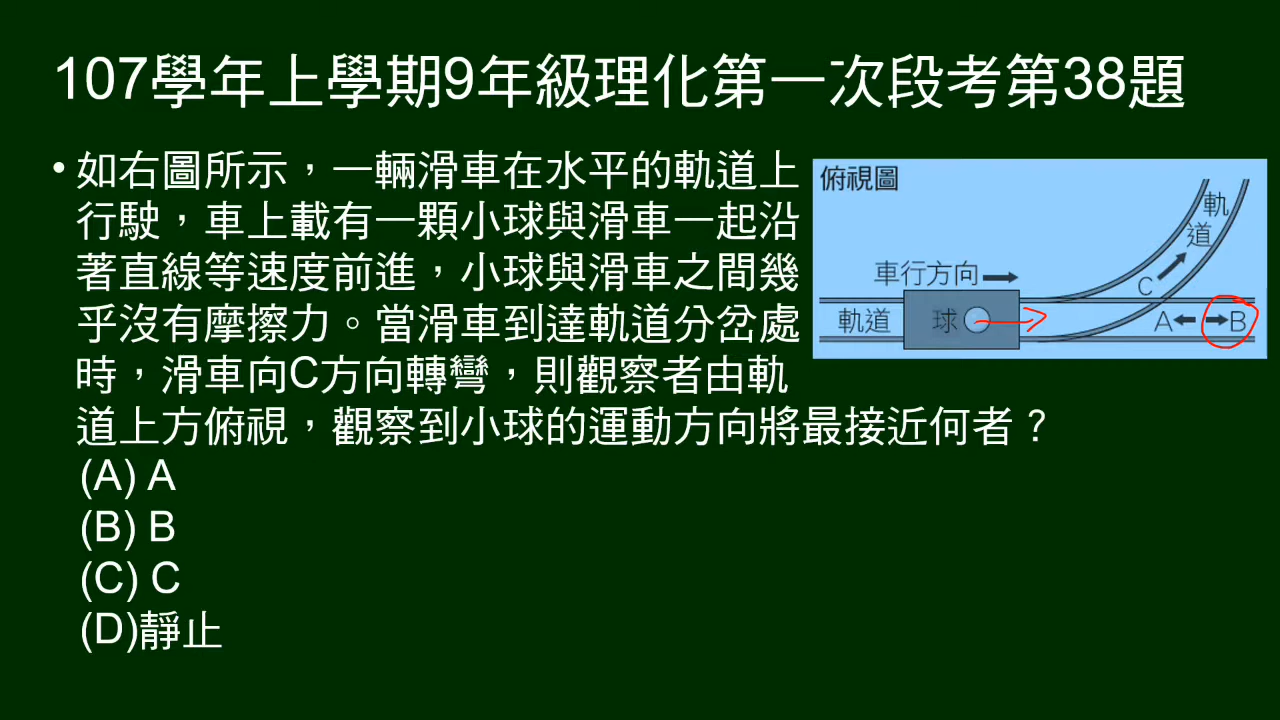 107學年上學期9年級理化第一次段考第38題
• 如右圖所示，一輛滑車在水平的軌道上
行駛，車上載有一顆小球與滑車一起沿
著直線等速度前進，小球與滑車之間幾
乎沒有摩擦力。當滑車到達軌道分岔處
時，滑車向C方向轉彎，則觀察者由軌
道上方俯視，觀察到小球的運動方向將最接近何者？
(A) A
(B) B
(C) C
(D)靜止
俯視圖
軌
道
車行方向
C
軌道
球
A
B